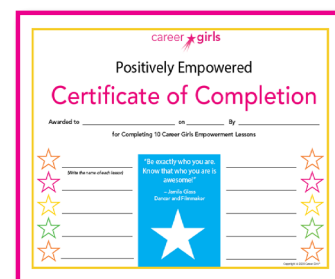 career girls
Positively Empowered
Certificate of Completion
Awarded to on By
for Completing 10 Career Girls Empowerment Lessons
(Write the name of each lesson)
"Be exactly who you are.
Know that who you are is
awesome!"
Dancer and Filmmaker